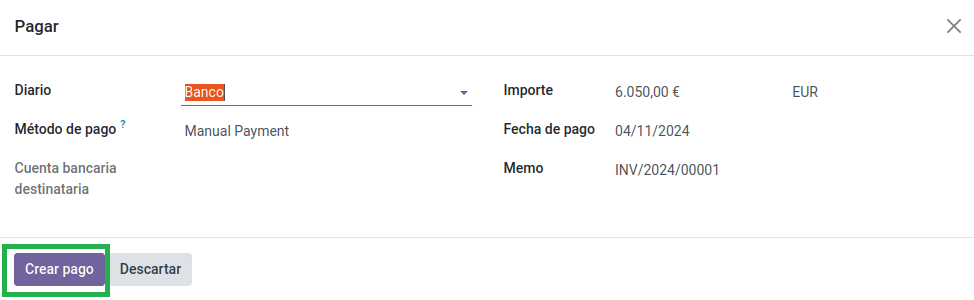 Pagar
Diario Banco Importe 6.050,00 € EUR
Método de pago ? Manual Payment Fecha de pago 04/11/2024
Cuenta bancaria Memo INV/2024/00001
destinataria
Crear pago Descartar